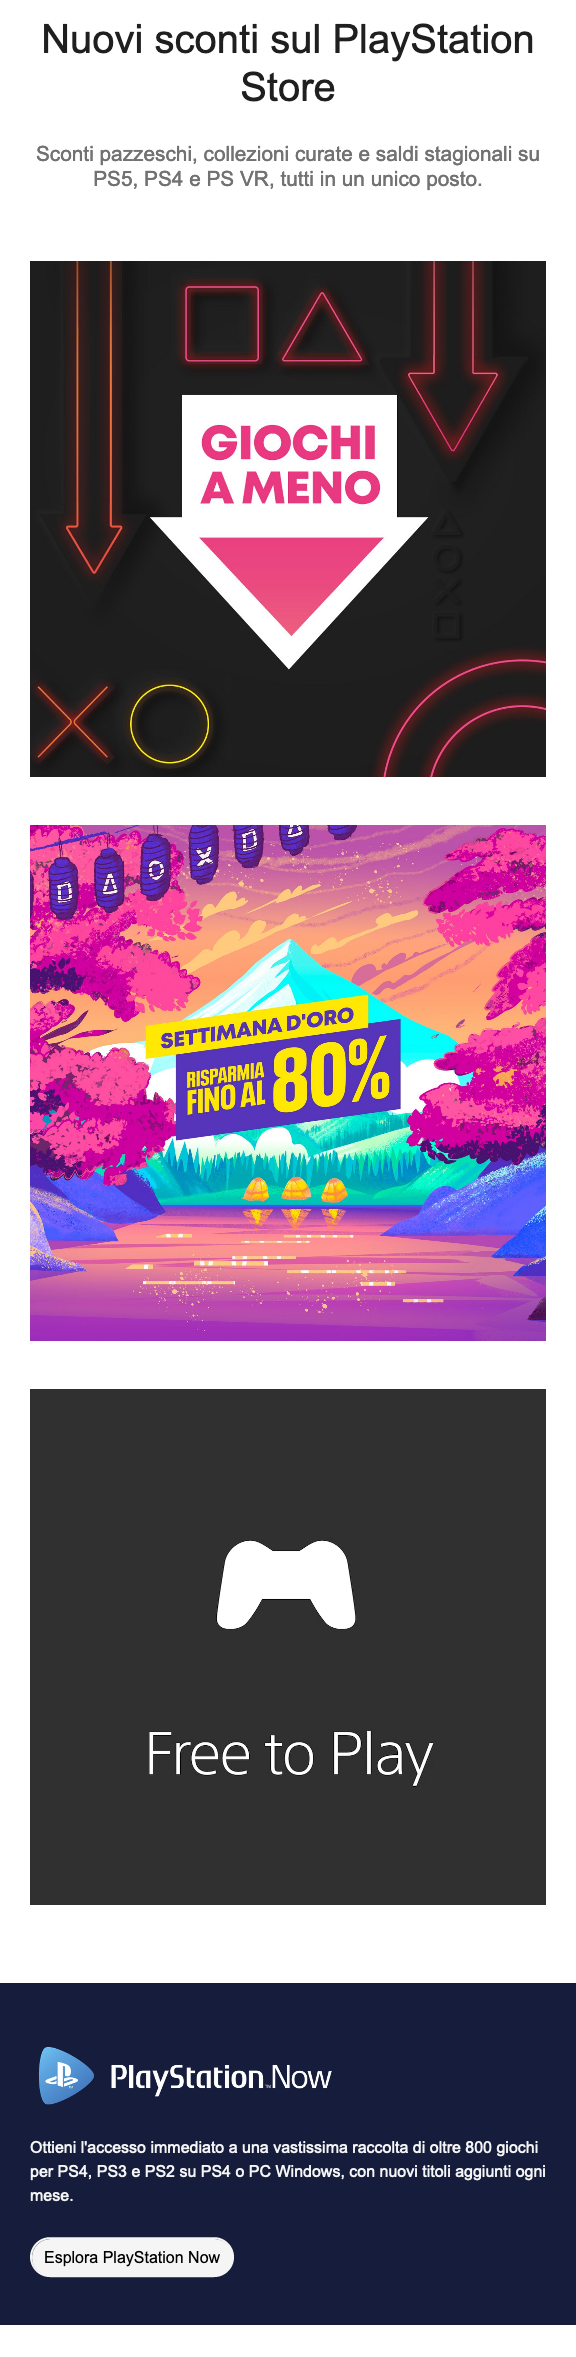 Nuovi sconti sul PlayStation
Store
Sconti pazzeschi, collezioni curate e saldi stagionali su
PS5, PS4 e PS VR, tutti in un unico posto.
GIOCHI
A MENO
SETTIMANA D'ORO
RISPARMIA
FINO AL 80%
Free to Play
PlayStation™Now
Ottieni l'accesso immediato a una vastissima raccolta di oltre 800 giochi
per PS4, PS3 e PS2 su PS4 o PC Windows, con nuovi titoli aggiunti ogni
mese.
Esplora PlayStation Now